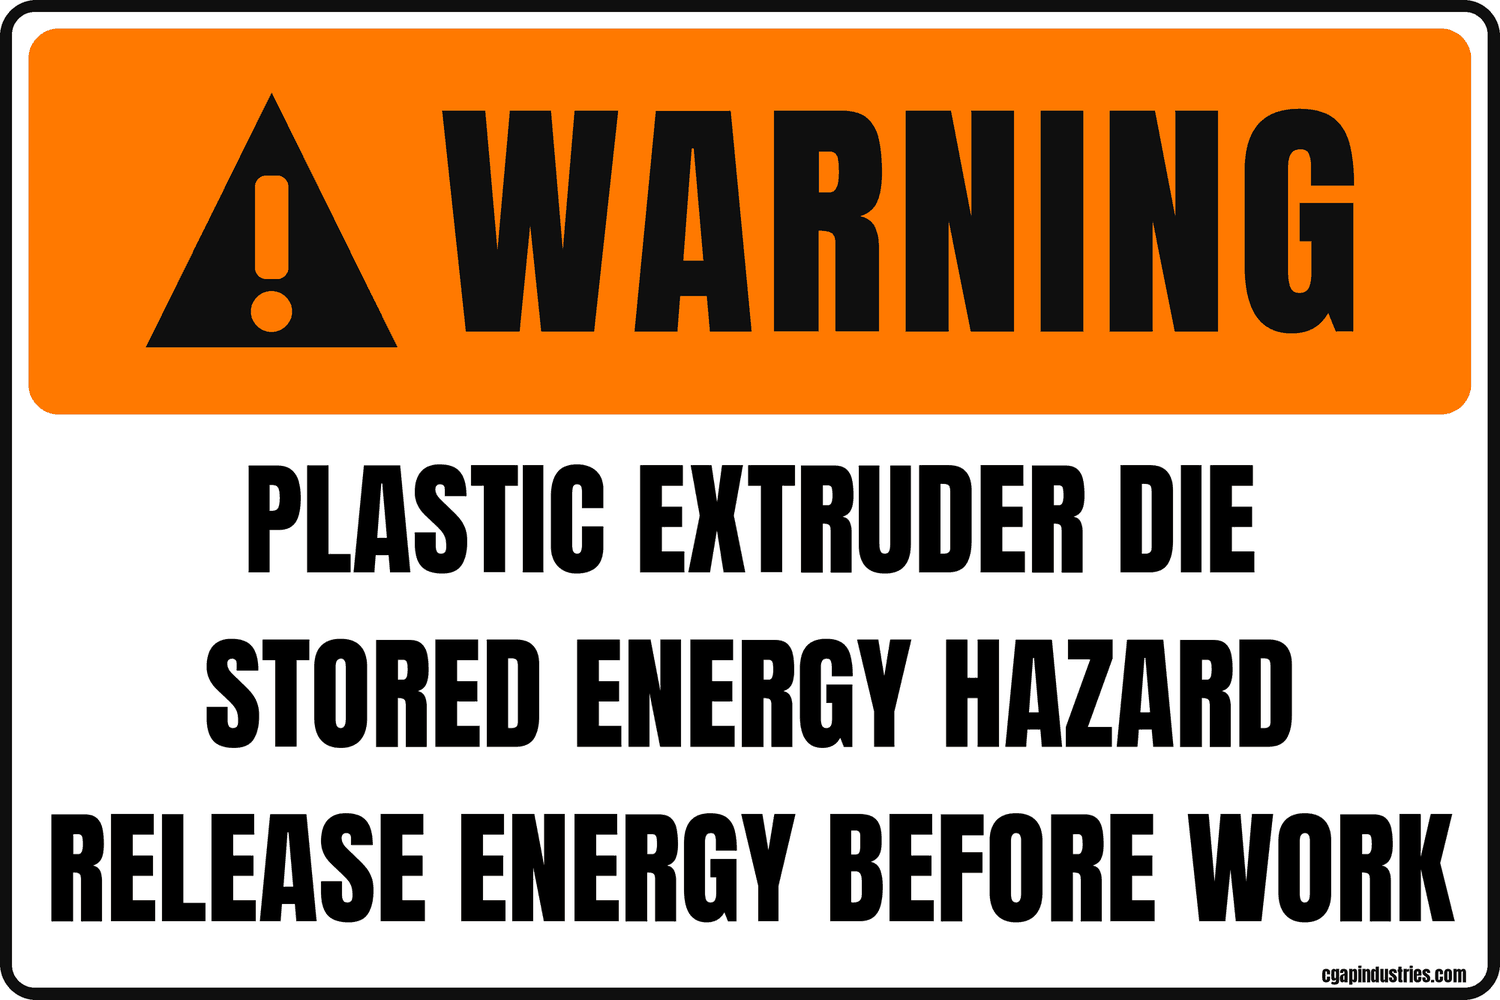 WARNING
PLASTIC EXTRUDER DIE
STORED ENERGY HAZARD
RELEASE ENERGY BEFORE WORK
cgapindustries.com